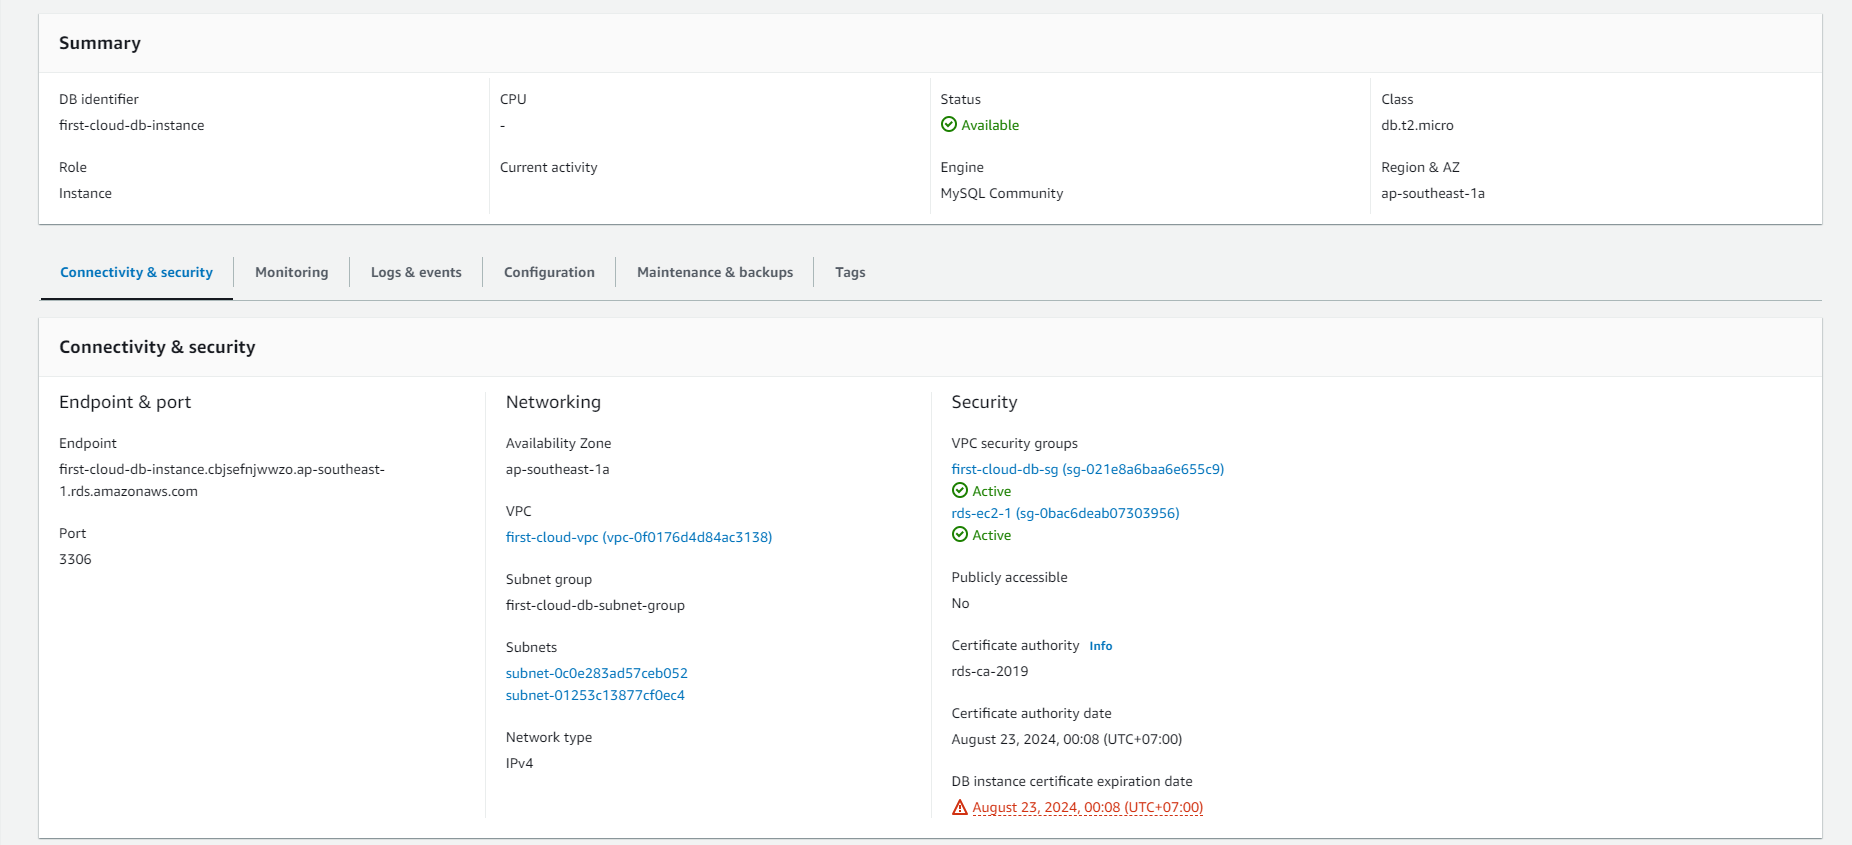 Summary
DB identifier
first-cloud-db-instance
CPU
-
Status
Available
Class
db.t2.micro
Role
Instance
Current activity
Engine
MySQL Community
Region & AZ
ap-southeast-1a
Connectivity & security
Monitoring
Logs & events
Configuration
Maintenance & backups
Tags
Connectivity & security
Endpoint & port
Endpoint
first-cloud-db-instance.cbjsefnjwwzo.ap-southeast-
1.rds.amazonaws.com
Port
3306
Networking
Availability Zone
ap-southeast-1a
VPC
first-cloud-vpc (vpc-0f0176d4d84ac3138)
Subnet group
first-cloud-db-subnet-group
Subnets
subnet-0c0e283ad57ceb052
subnet-01253c13877cf0ec4
Network type
IPv4
Security
VPC security groups
first-cloud-db-sg (sg-021e8a6baa6e655c9)
Active
rds-ec2-1 (sg-0bac6deab07303956)
Active
Publicly accessible
No
Certificate authority Info
rds-ca-2019
Certificate authority date
August 23, 2024, 00:08 (UTC+07:00)
DB instance certificate expiration date
August 23, 2024, 00:08 (UTC+07:00)